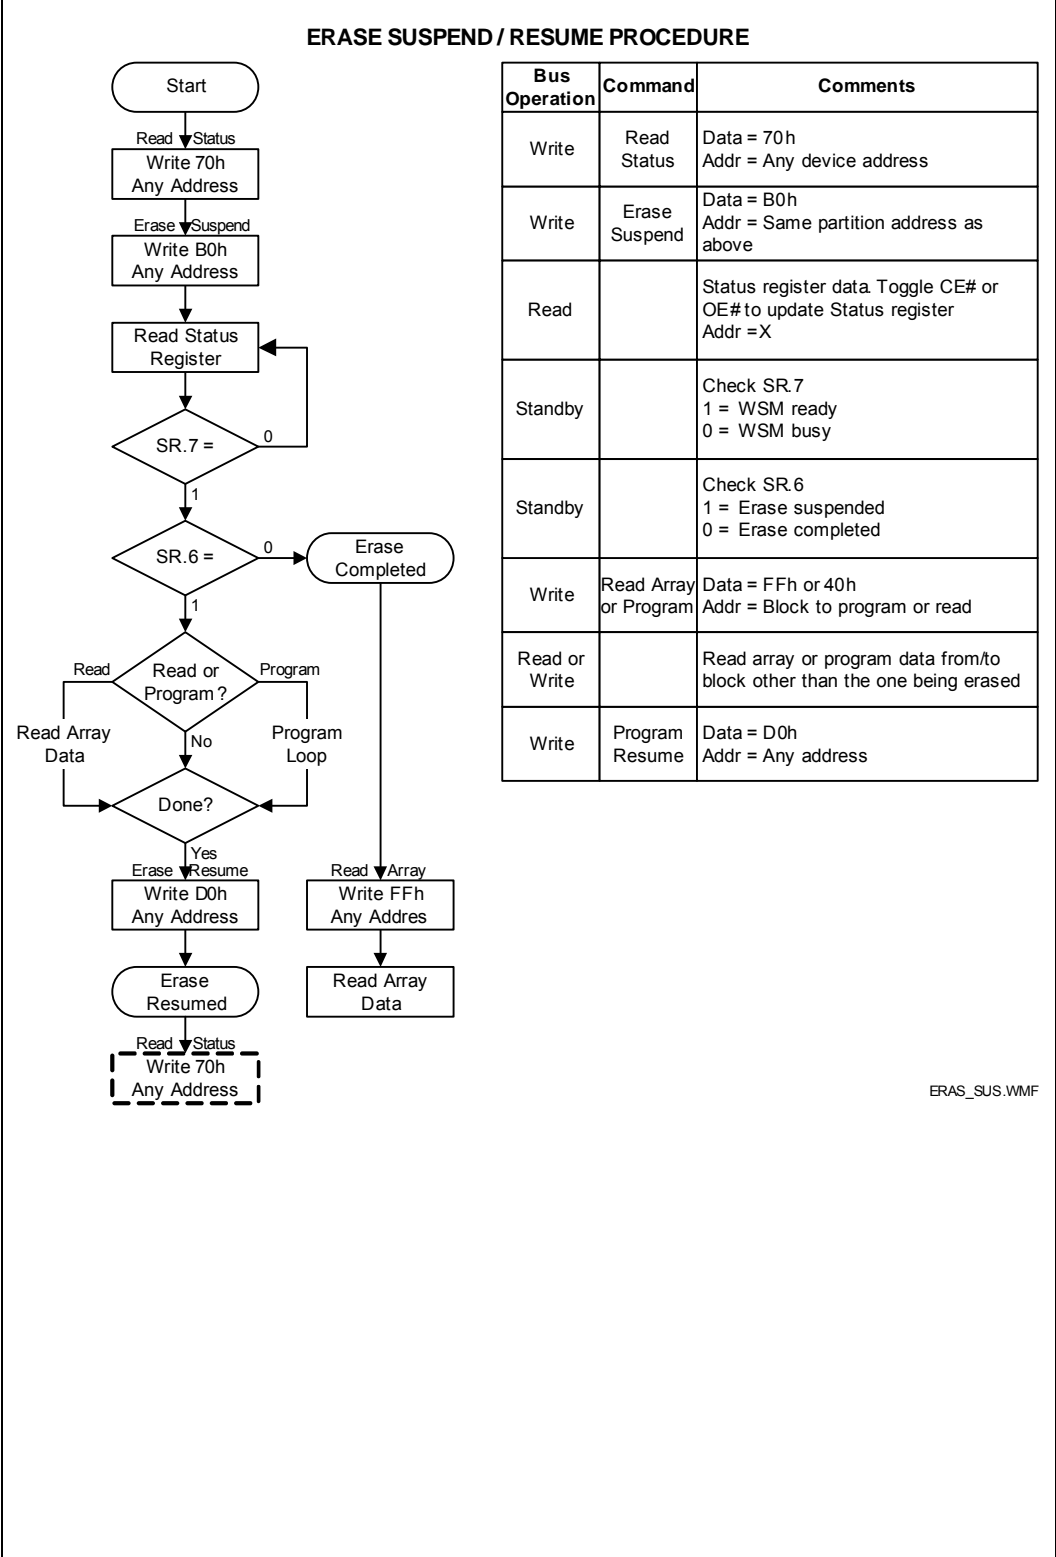 ERASE SUSPEND / RESUME PROCEDURE
Start
Read Status
Write 70h
Any Address
Erase Suspend
Write B0h
Any Address
Read Status
Register
SR.7 =
0
1
SR.6 =
0
Erase
Completed
1
Read
Read or
Program?
Program
Read Array
Data
No
Program
Loop
Done?
Yes
Erase Resume
Write D0h
Any Address
Read Array
Write FFh
Any Addres
Erase
Resumed
Read Array
Data
Read Status
Write 70h
Any Address
Bus
Operation
Command
Comments
Write
Read
Status
Data = 70h
Addr = Any device address
Write
Erase
Suspend
Data = B0h
Addr = Same partition address as
above
Read
Status register data. Toggle CE# or
OE# to update Status register
Addr = X
Standby
Check SR.7
1 = WSM ready
0 = WSM busy
Standby
Check SR.6
1 = Erase suspended
0 = Erase completed
Write
Read Array
or Program
Data = FFh or 40h
Addr = Block to program or read
Read or
Write
Read array or program data from/to
block other than the one being erased
Write
Program
Resume
Data = D0h
Addr = Any address
ERAS_SUS.WMF